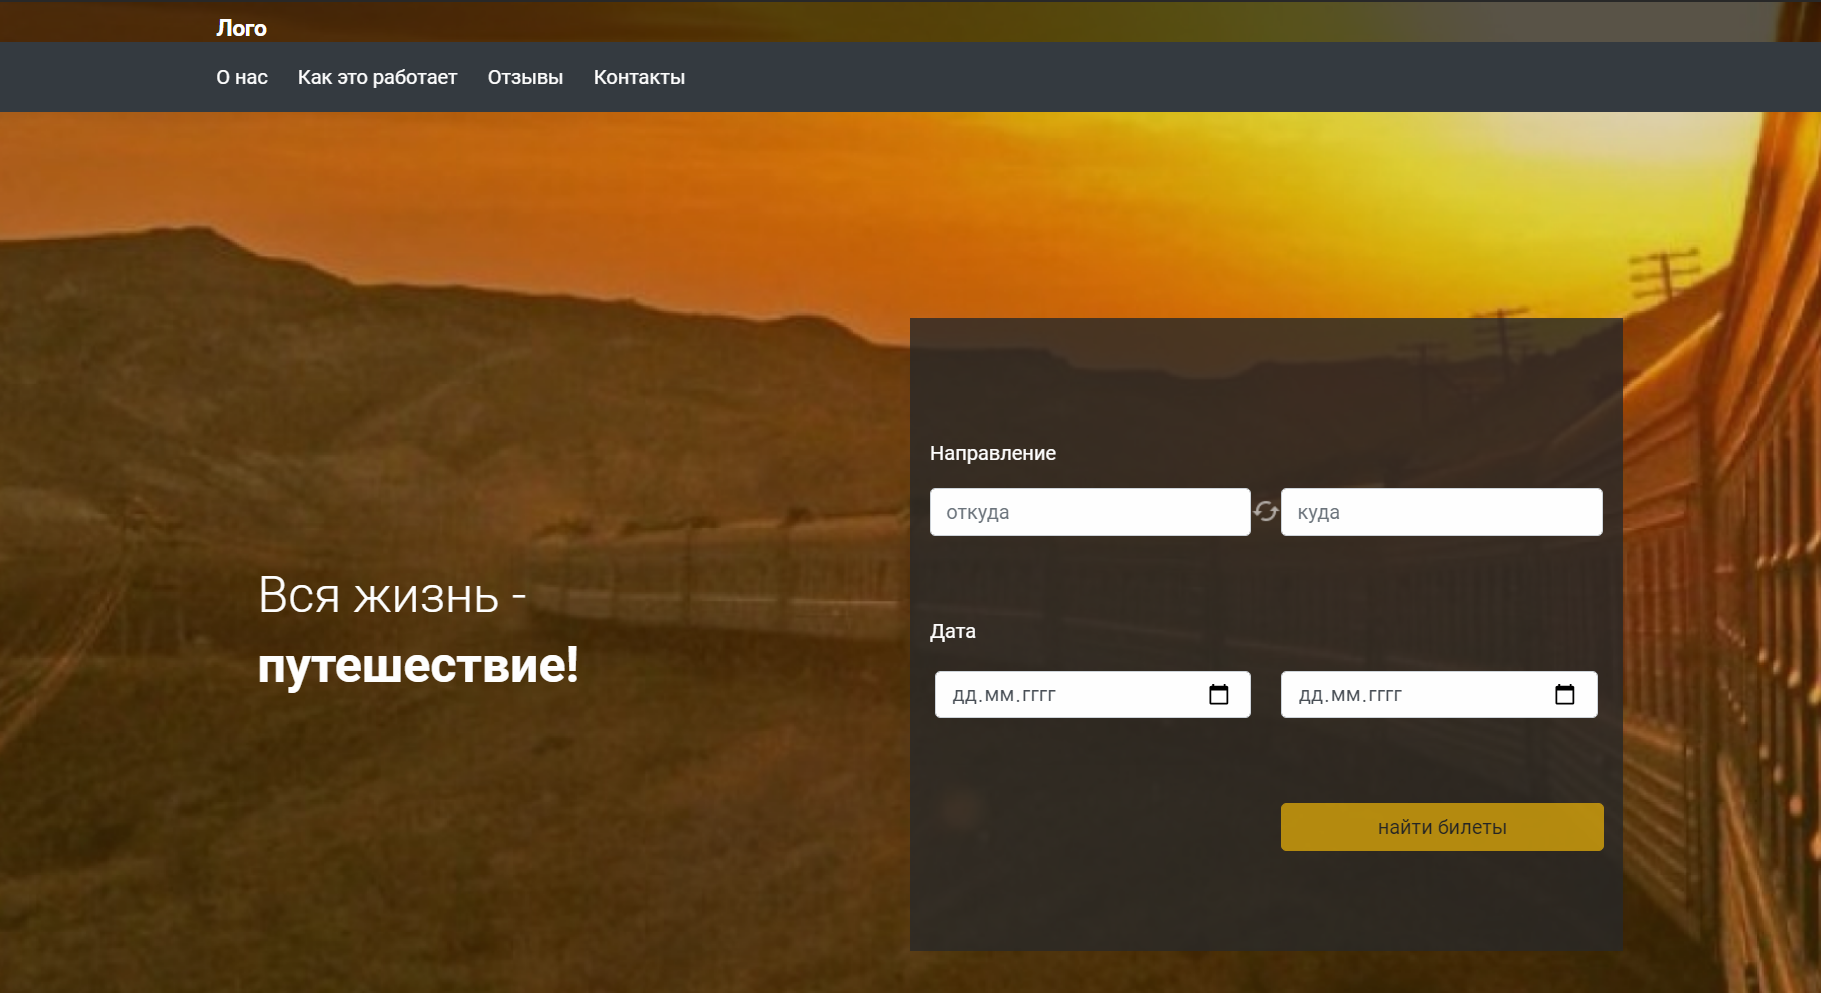 Лого
О нас Как это работает Отзывы Контакты
Направление
откуда куда
Вся жизнь -
путешествие!
Дата
дд.мм.гггг дд.мм.гггг
найти билеты